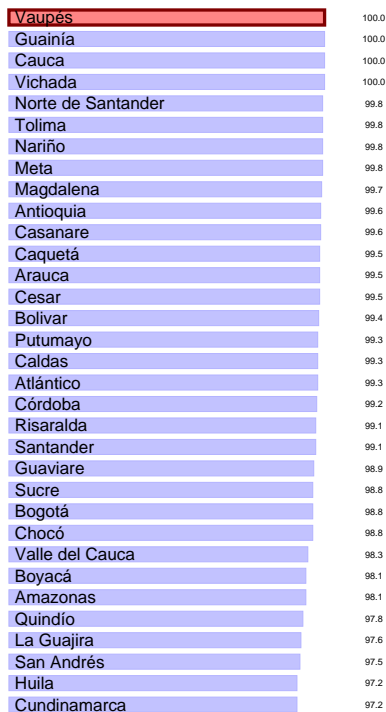 Vaupés 100.0
Guainía 100.0
Cauca 100.0
Vichada 100.0
Norte de Santander 99.8
Tolima 99.8
Nariño 99.8
Meta 99.8
Magdalena 99.7
Antioquia 99.6
Casanare 99.6
Caquetá 99.5
Arauca 99.5
Cesar 99.5
Bolivar 99.4
Putumayo 99.3
Caldas 99.3
Atlántico 99.3
Córdoba 99.2
Risaralda 99.1
Santander 99.1
Guaviare 98.9
Sucre 98.8
Bogotá 98.8
Chocó 98.8
Valle del Cauca 98.3
Boyacá 98.1
Amazonas 98.1
Quindío 97.8
La Guajira 97.6
San Andrés 97.5
Huila 97.2
Cundinamarca 97.2